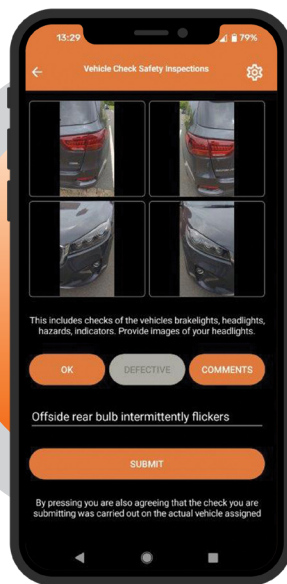 13:29
79%
Vehicle Check Safety Inspections
This includes checks of the vehicles brakelights, headlights,
hazards, indicators. Provide images of your headlights.
OK
DEFECTIVE
COMMENTS
Offside rear bulb intermittently flickers
SUBMIT
By pressing you are also agreeing that the check you are
submitting was carried out on the actual vehicle assigned